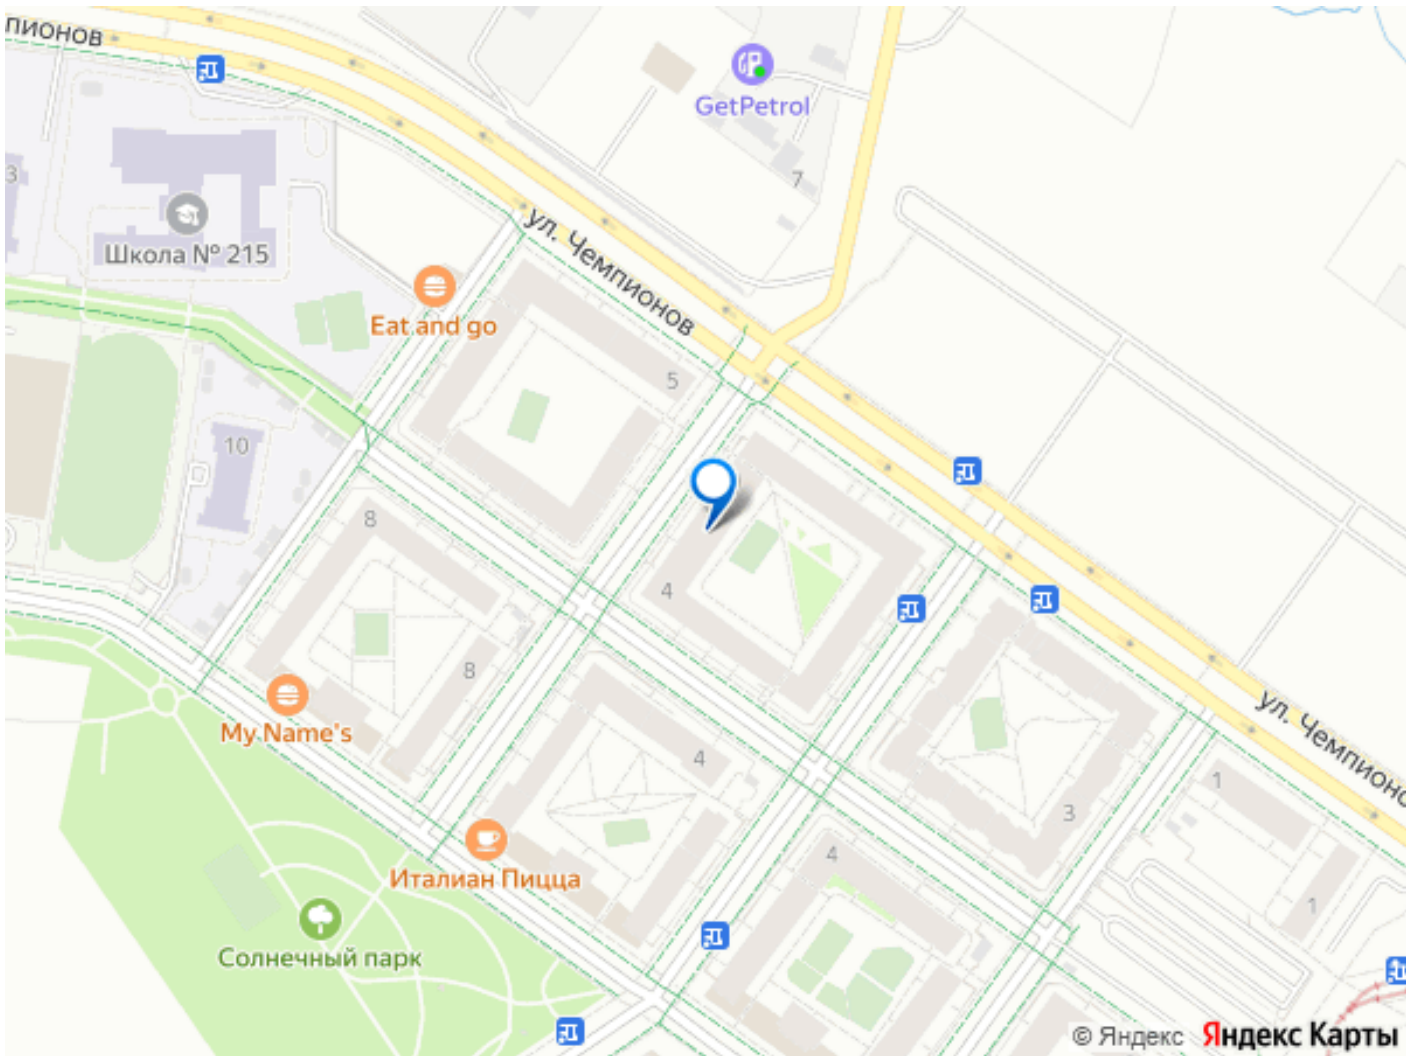 пионов
GetPetrol
7
3
Школа № 215
ул. Чемпионов
Eat and go
5
10
8
4
8
My Name's
4
ул. Чемпионо
1
3
4
1
Италиан Пицца
Солнечный парк
© Яндекс Яндекс Карты